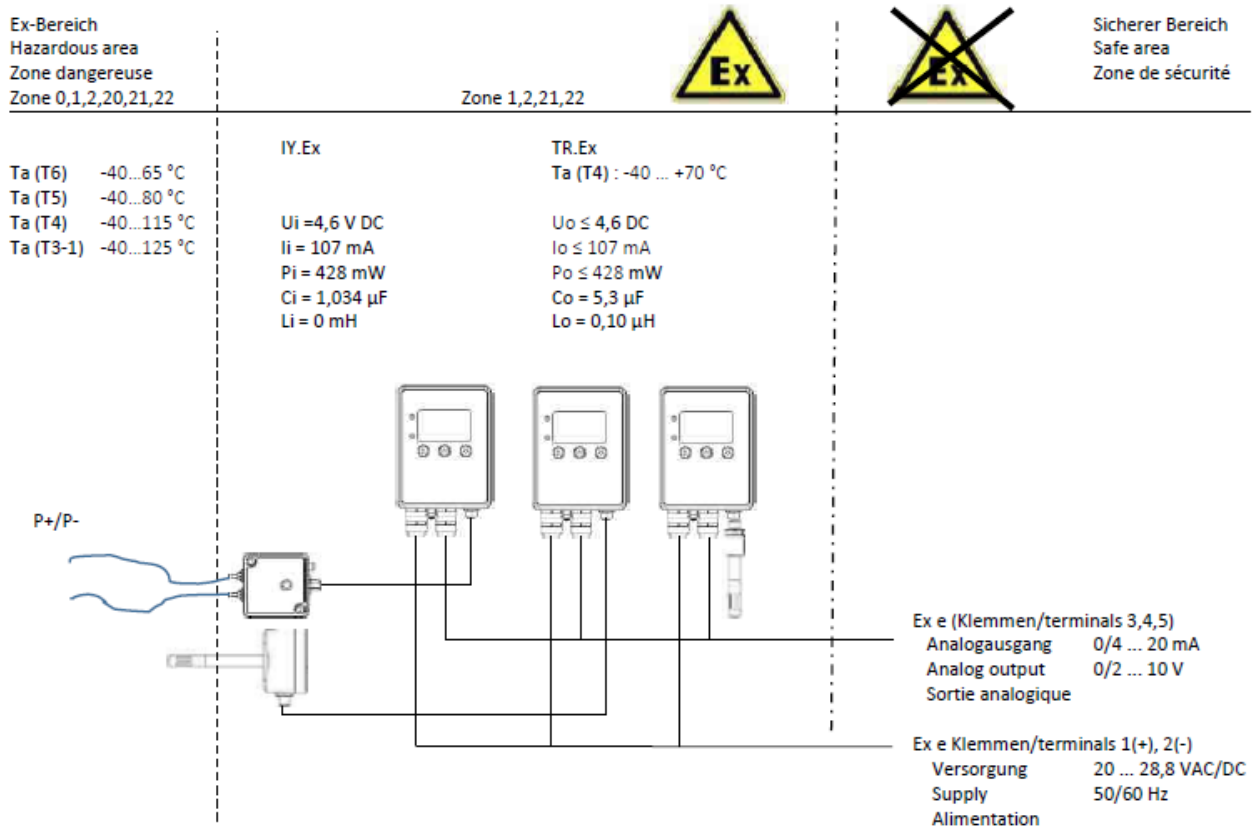 Ex-Bereich
Hazardous area
Zone dangereuse
Zone 0,1,2,20,21,22
Zone 1,2,21,22
Ex
Ex
Sicherer Bereich
Safe area
Zone de sécurité
Ta (T6) -40...65 °C
Ta (T5) -40...80 °C
Ta (T4) -40...115 °C
Ta (T3-1) -40...125 °C
IY.Ex
Ui =4,6 V DC
Ii = 107 mA
Pi = 428 mW
Ci = 1,034 µF
Li = 0 mH
TR.Ex
Ta (T4) : -40 ... +70 °C
Uo ≤ 4,6 DC
Io ≤ 107 mA
Po ≤ 428 mW
Co = 5,3 µF
Lo = 0,10 µH
P+/P-
Ex e (Klemmen/terminals 3,4,5)
Analogausgang 0/4 ... 20 mA
Analog output 0/2 ... 10 V
Sortie analogique
Ex e Klemmen/terminals 1(+), 2(-)
Versorgung 20 ... 28,8 VAC/DC
Supply 50/60 Hz
Alimentation